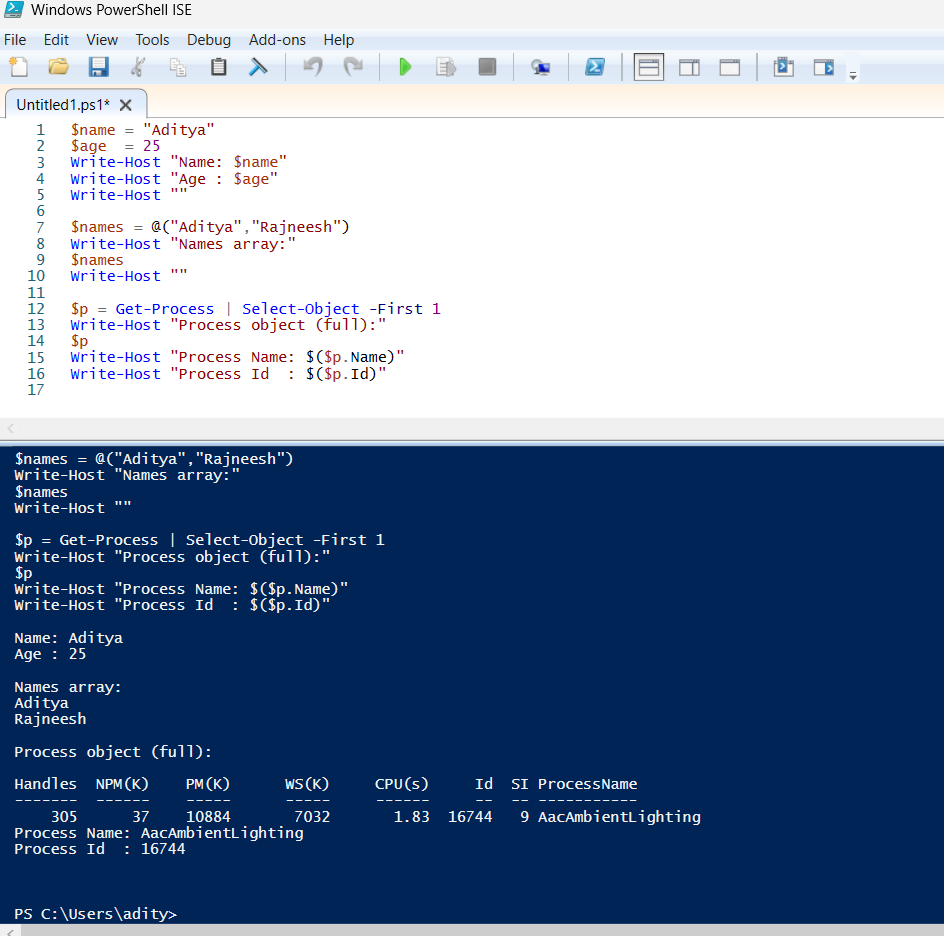 Windows PowerShell ISE
File Edit View Tools Debug Add-ons Help
Untitled1.ps1*
1 $name = "Aditya"
2 $age  = 25
3 Write-Host "Name: $name"
4 Write-Host "Age : $age"
5 Write-Host ""
6
7 $names = @("Aditya","Rajneesh")
8 Write-Host "Names array:"
9 $names
10 Write-Host ""
11
12 $p = Get-Process | Select-Object -First 1
13 Write-Host "Process object (full):"
14 $p
15 Write-Host "Process Name: $($p.Name)"
16 Write-Host "Process Id  : $($p.Id)"
17
$names = @("Aditya","Rajneesh")
Write-Host "Names array:"
$names
Write-Host ""
$p = Get-Process | Select-Object -First 1
Write-Host "Process object (full):"
$p
Write-Host "Process Name: $($p.Name)"
Write-Host "Process Id  : $($p.Id)"
Name: Aditya
Age : 25
Names array:
Aditya
Rajneesh
Process object (full):
Handles  NPM(K)    PM(K)      WS(K)     CPU(s)     Id  SI ProcessName
-------  ------    -----      -----     ------     --  -- -----------
    305      37    10884       7032       1.83  16744   9 AacAmbientLighting
Process Name: AacAmbientLighting
Process Id  : 16744
PS C:\Users\adity>